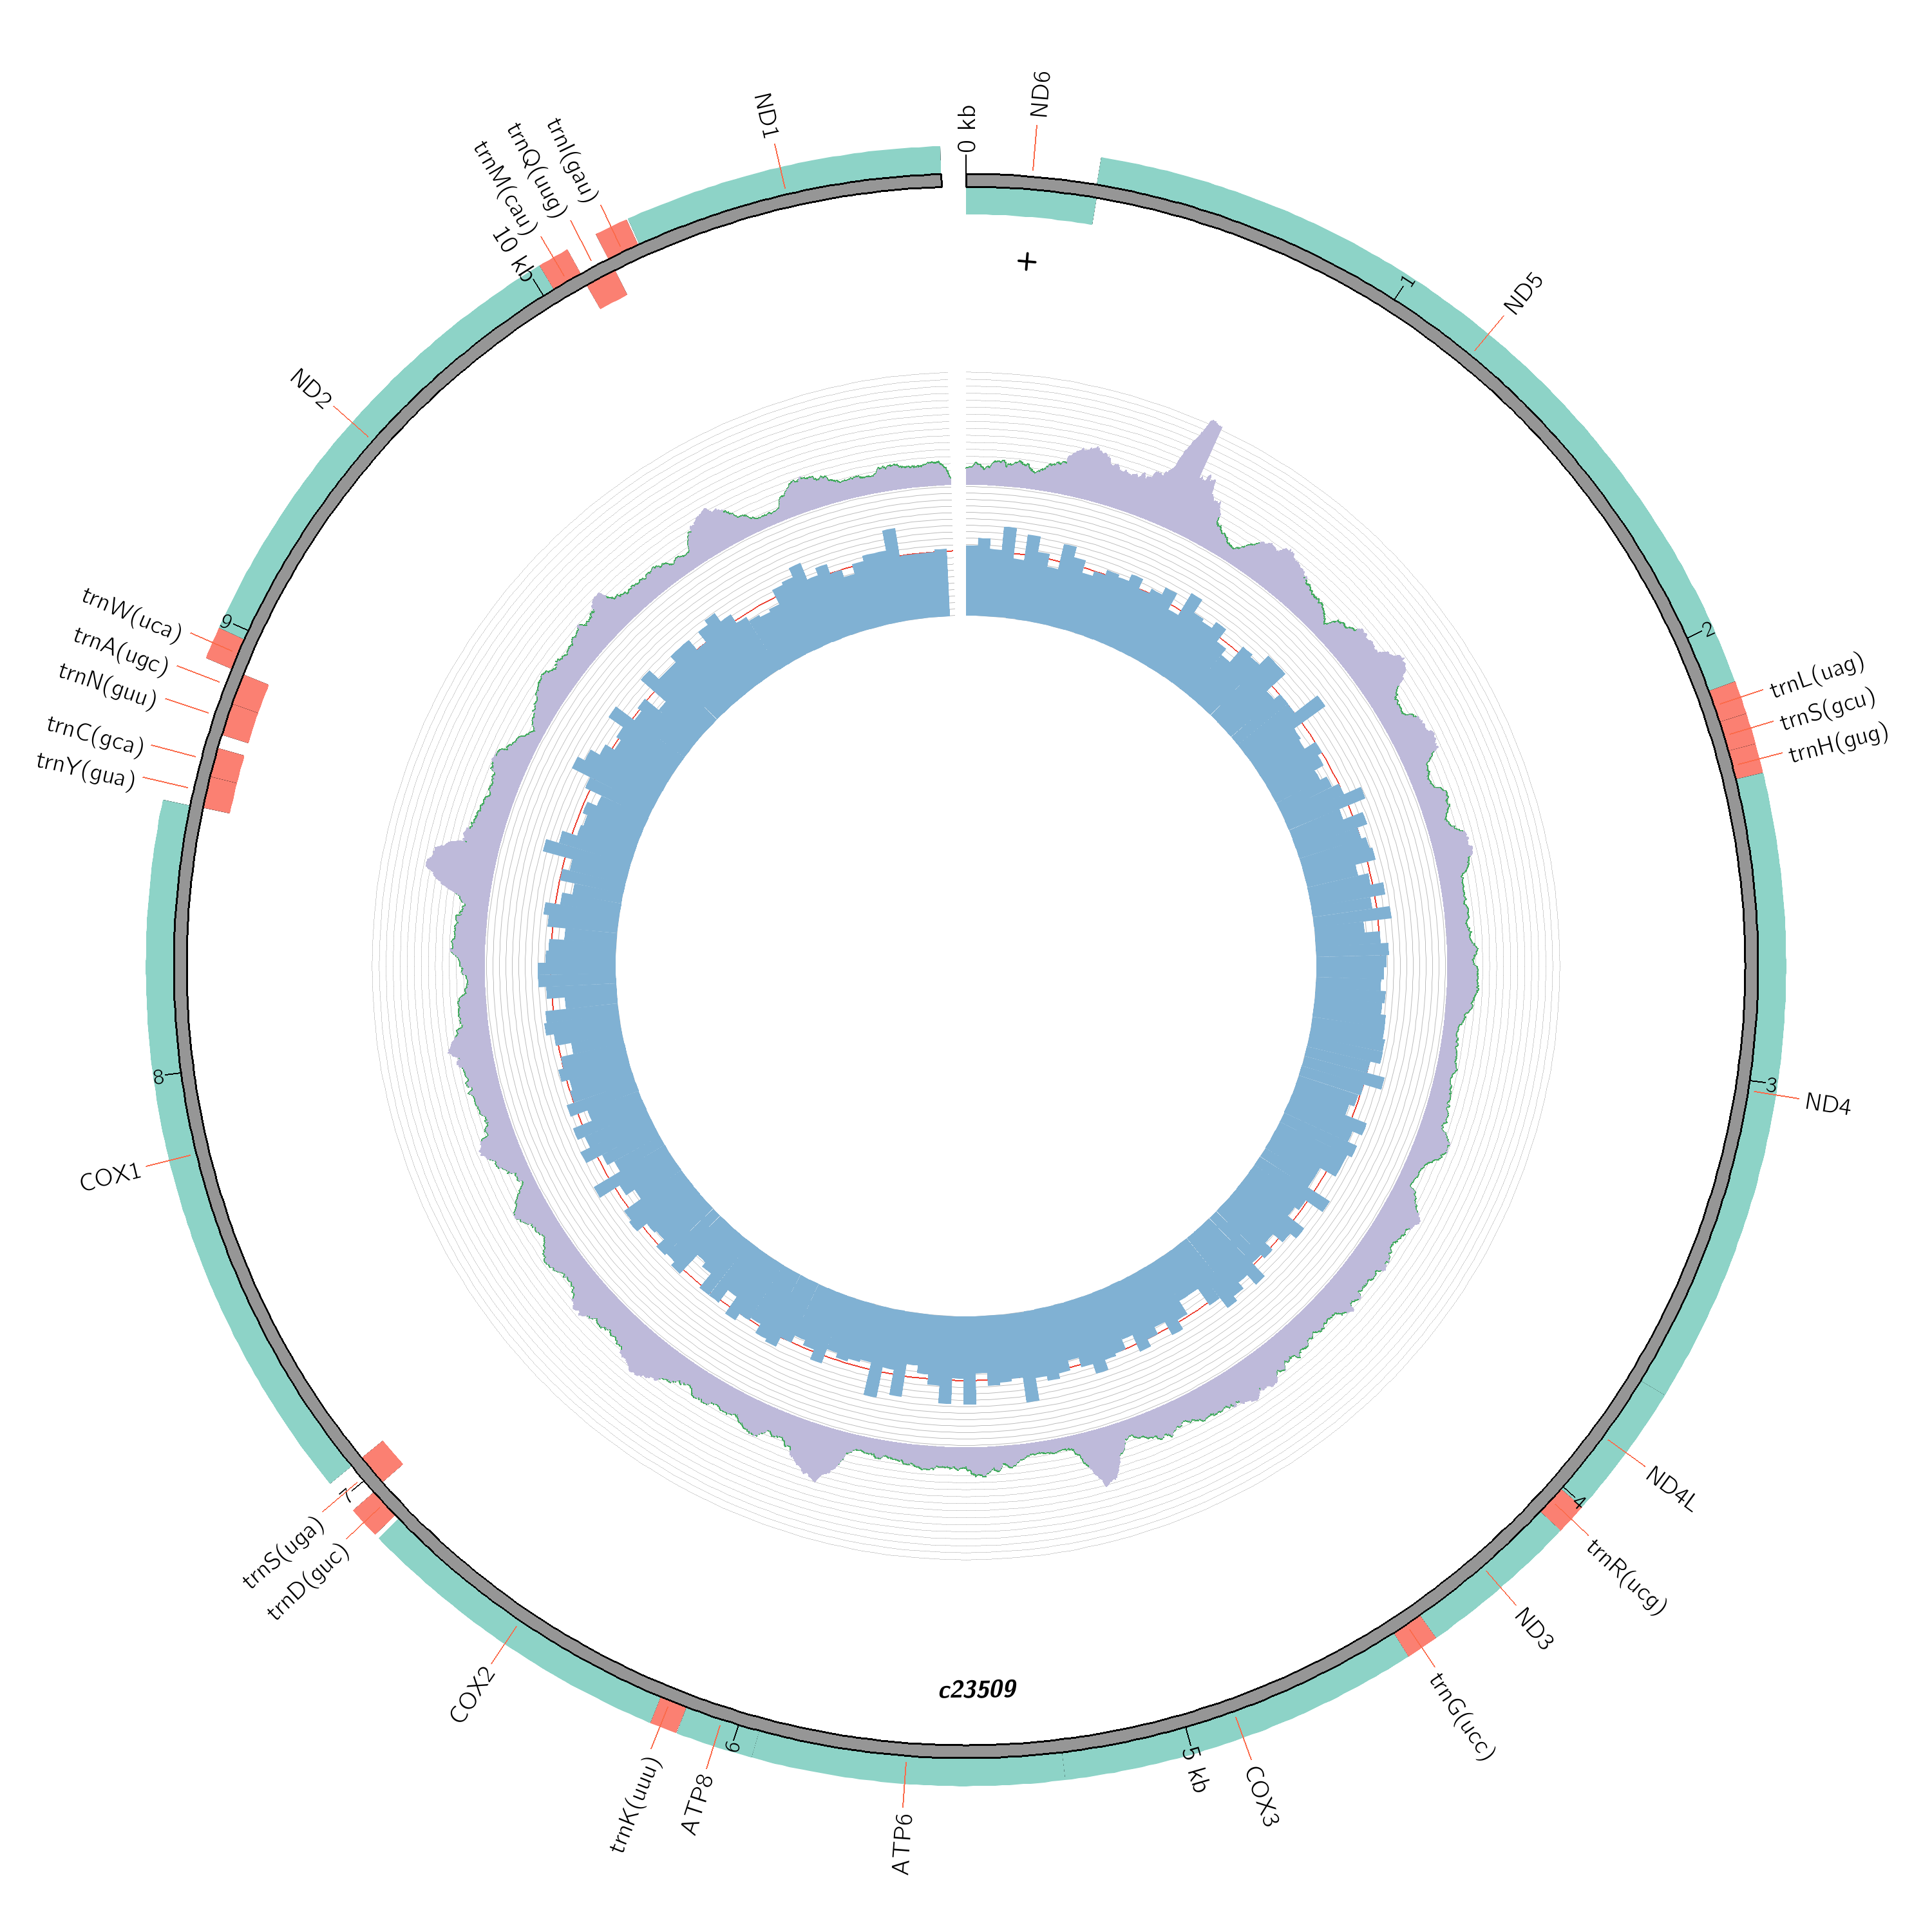 0 kb
ND6
+
1
ND5
2
trnL(uag)
trnS(gcu)
trnH(gug)
3
ND4
ND4L
4
trnR(ucg)
ND3
trnG(ucc)
COX3
5 kb
c23509
ATP6
6
ATP8
trnK(uuu)
COX2
trnD(guc)
trnS(uga)
7
COX1
8
trnY(gua)
trnC(gca)
trnN(guu)
trnA(ugc)
trnW(uca)
9
ND2
10 kb
trnM(cau)
trnQ(uug)
trnI(gau)
ND1